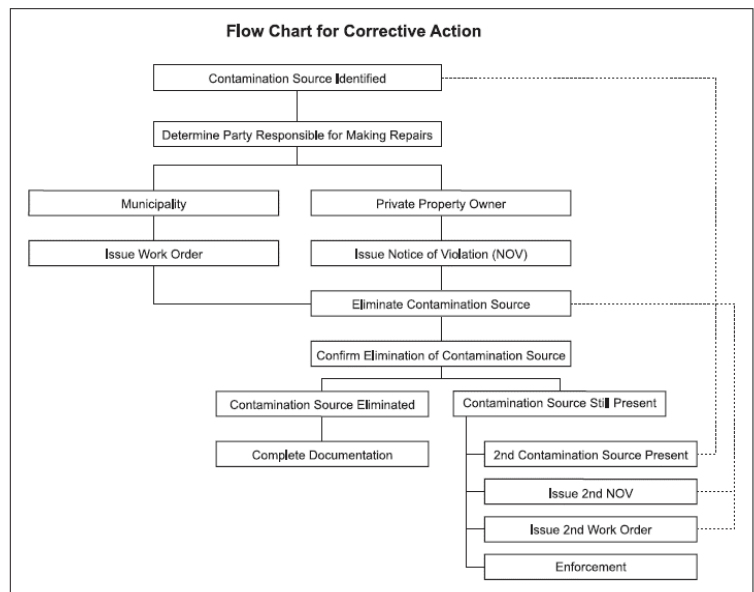 Flow Chart for Corrective Action
Contamination Source Identified
Determine Party Responsible for Making Repairs
Municipality
Private Property Owner
Issue Work Order
Issue Notice of Violation (NOV)
Eliminate Contamination Source
Confirm Elimination of Contamination Source
Contamination Source Eliminated
Contamination Source Still Present
Complete Documentation
2nd Contamination Source Present
Issue 2nd NOV
Issue 2nd Work Order
Enforcement